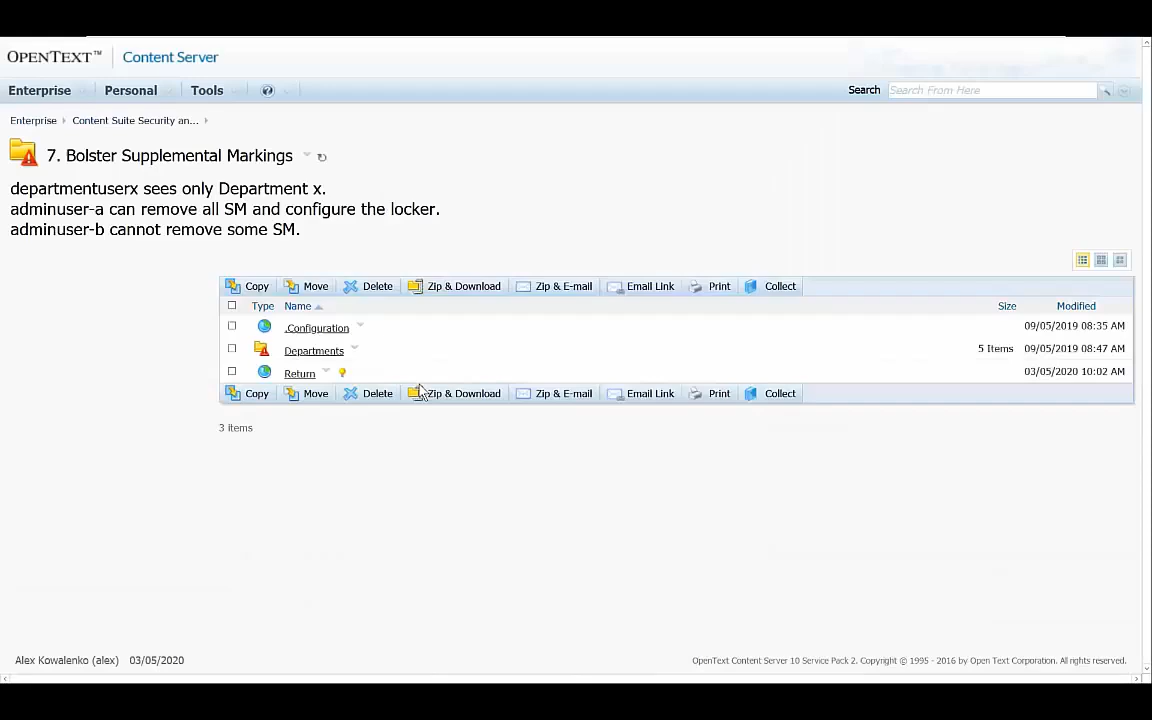 OPENTEXT™ Content Server
Enterprise Personal Tools Search Search From Here
Enterprise Content Suite Security an...
7. Bolster Supplemental Markings
departmentuserx sees only Department x.
adminuser-a can remove all SM and configure the locker.
adminuser-b cannot remove some SM.
Copy Move Delete Zip & Download Zip & E-mail Email Link Print Collect
Type Name Size Modified
.Configuration 09/05/2019 08:35 AM
Departments 5 Items 09/05/2019 08:47 AM
Return 03/05/2020 10:02 AM
Copy Move Delete Zip & Download Zip & E-mail Email Link Print Collect
3 items
Alex Kowalenko (alex) 03/05/2020 OpenText Content Server 10 Service Pack 2. Copyright © 1995 - 2016 by Open Text Corporation. All rights reserved.